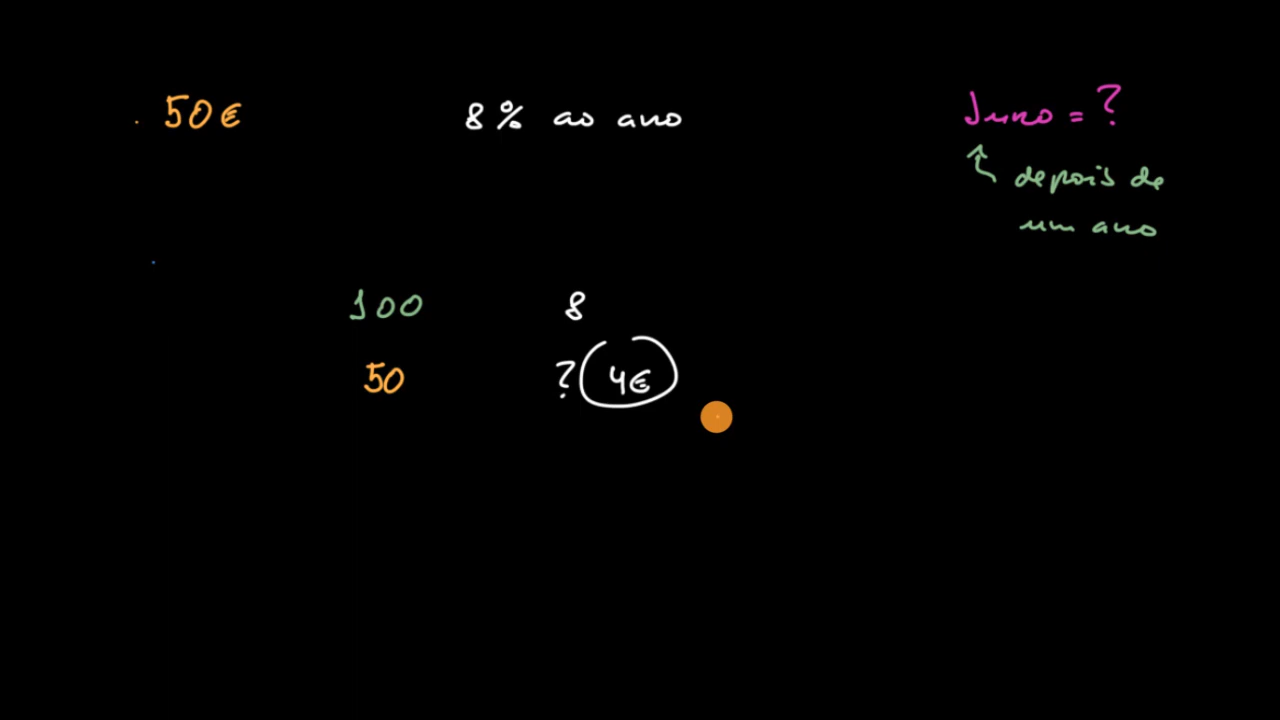 50€ 8% ao ano Juro = ?
depois de
um ano
100 8
50 ? 4€